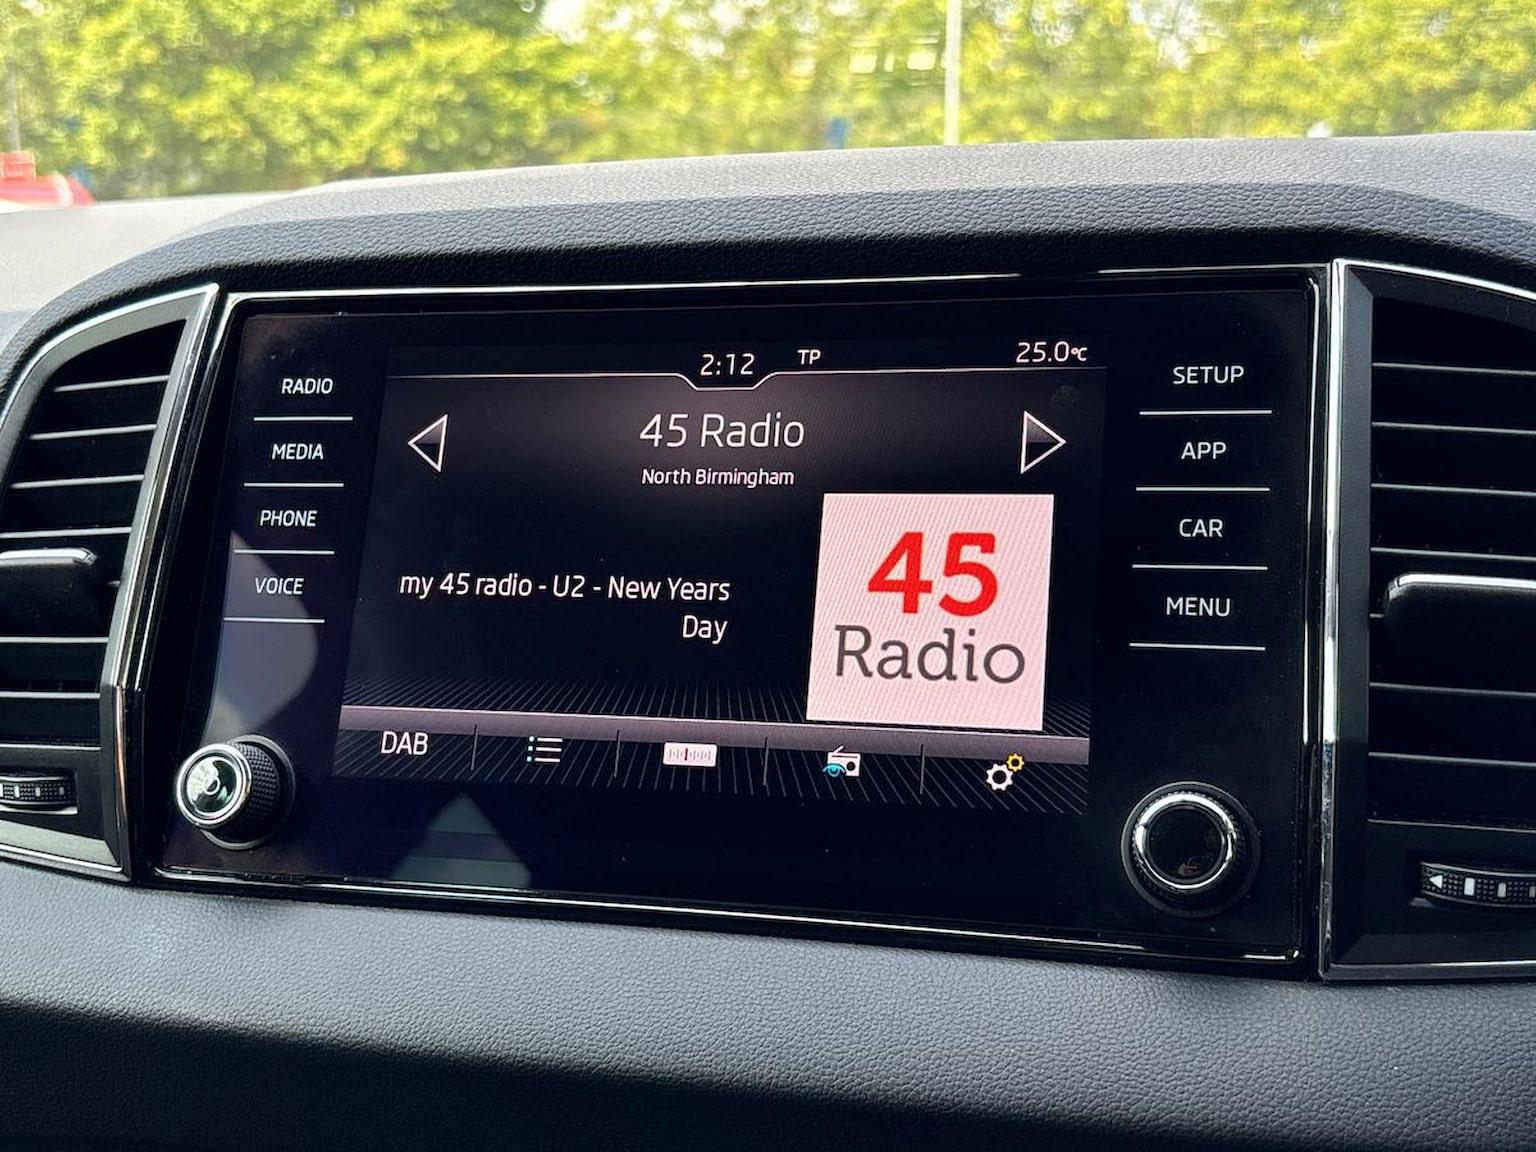 2:12 TP 25.0°C
RADIO
MEDIA
PHONE
VOICE
45 Radio
North Birmingham
my 45 radio - U2 - New Years
Day
45
Radio
DAB
SETUP
APP
CAR
MENU